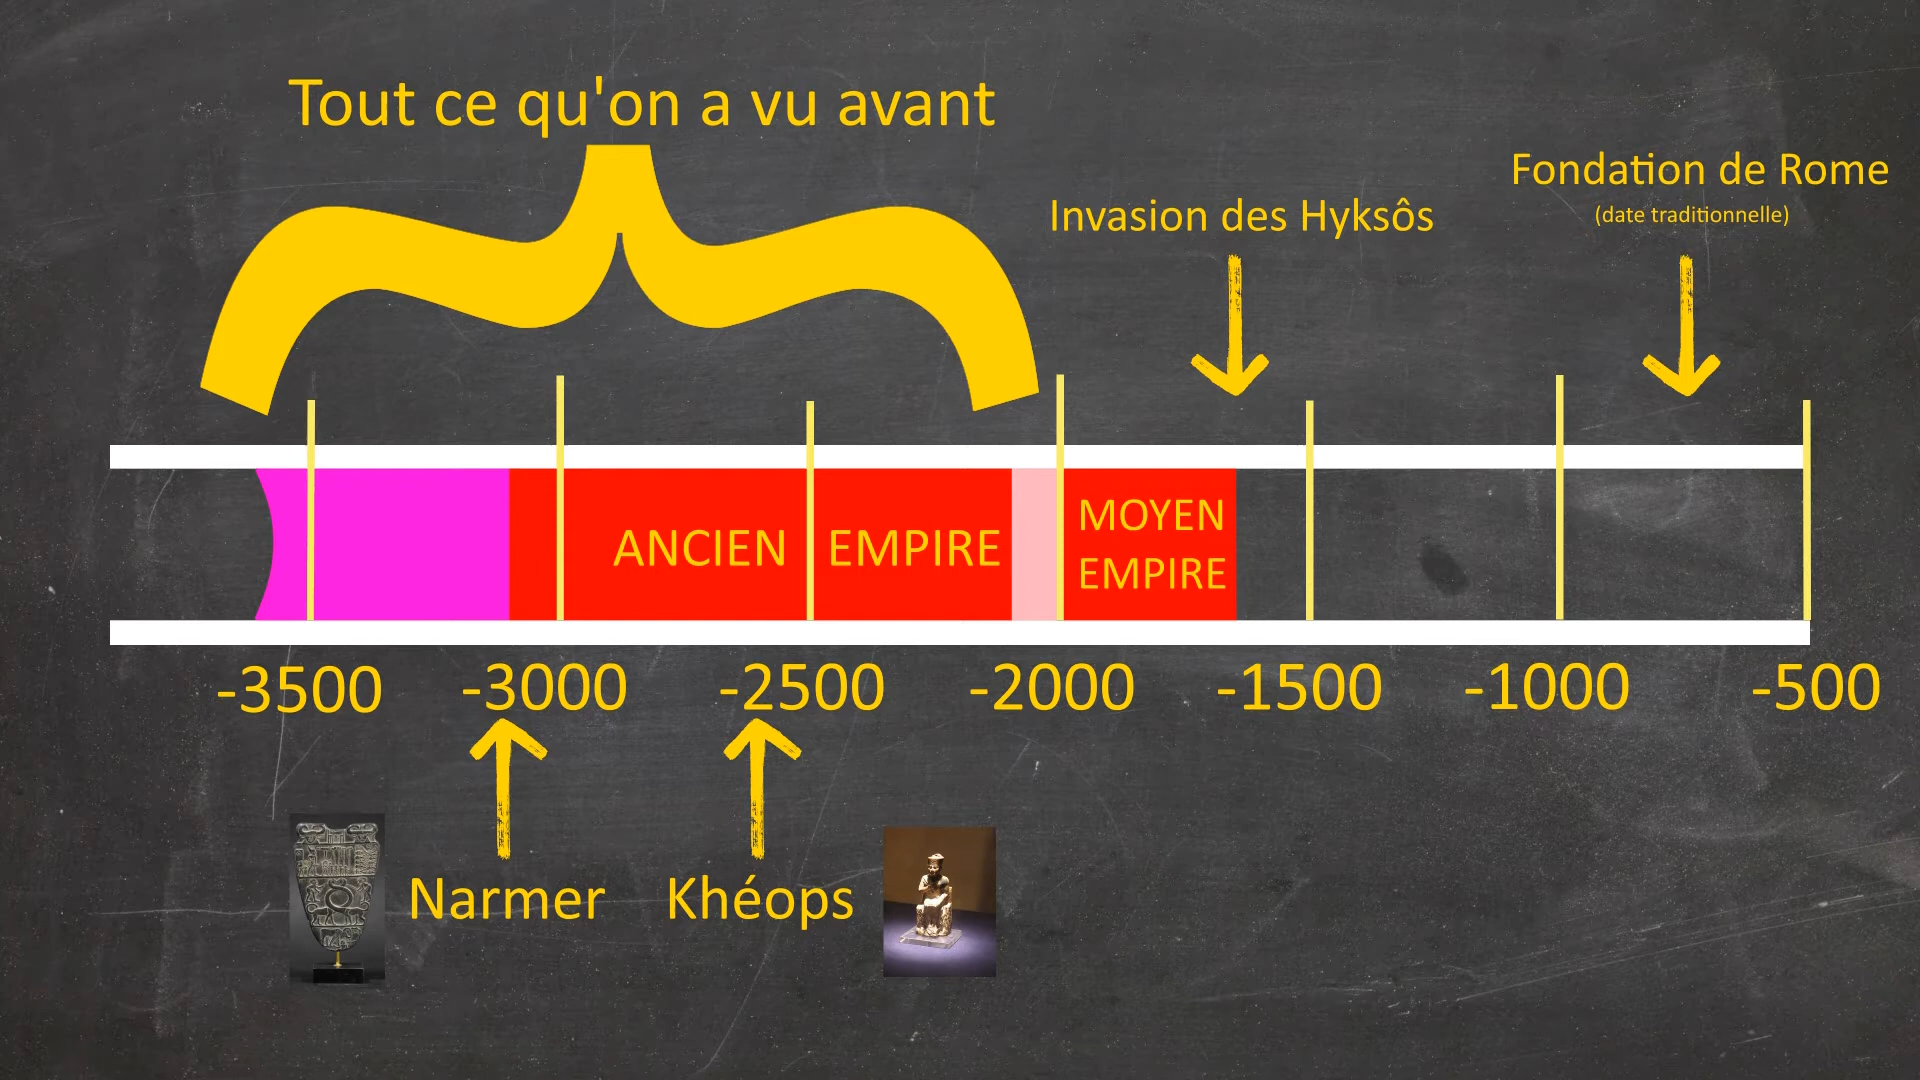 Tout ce qu'on a vu avant
Fondation de Rome
(date traditionnelle)
Invasion des Hyksôs
ANCIEN EMPIRE
MOYEN
EMPIRE
-3500 -3000 -2500 -2000 -1500 -1000 -500
Narmer Khéops